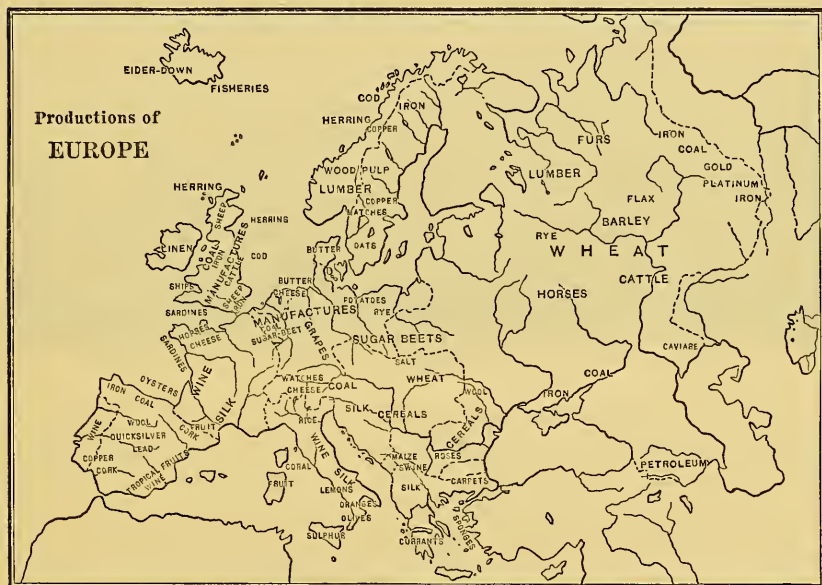 Productions of
EUROPE
EIDER-DOWN
FISHERIES
COD
HERRING
IRON
COPPER
WOOD PULP
LUMBER
COPPER
MATCHES
OATS
FURS
LUMBER
IRON
COAL
GOLD
PLATINUM
IRON
FLAX
BARLEY
RYE
WHEAT
CATTLE
HORSES
CAVIARE
COAL
IRON
PETROLEUM
HERRING
SHEEP
HERRING
LINEN
COAL
IRON
MANUFACTURES
CATTLE
COD
SHIPS
SHEEP
IRON
SARDINES
BUTTER
BUTTER
CHEESE
POTATOES
RYE
MANUFACTURES
COAL
SUGAR-BEET
GRAPES
SUGAR BEETS
SALT
HORSES
CHEESE
SARDINES
WINE
SILK
OYSTERS
WATCHES
CHEESE
COAL
WHEAT
WOOL
SILK
CEREALS
CEREALS
RICE
IRON
COAL
WOOL
CORK
FRUIT
WINE
QUICKSILVER
LEAD
COPPER
CORK
TROPICAL FRUITS
WINE
WINE
SILK
CORAL
FRUIT
LEMONS
ORANGES
OLIVES
SULPHUR
MAIZE
SWINE
SILK
ROSES
CARPETS
CURRANTS
SPONGES